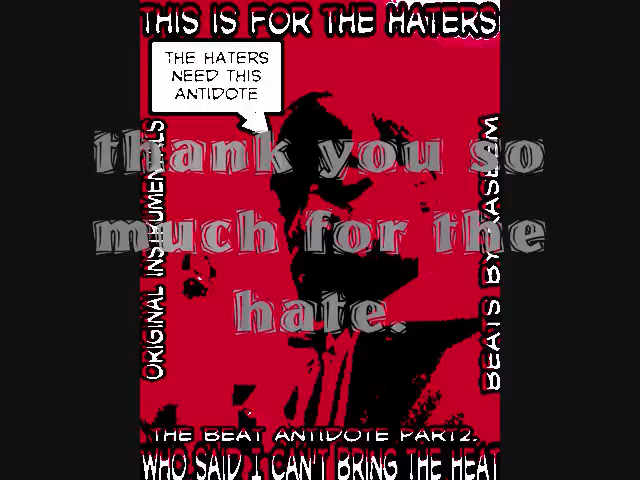 THIS IS FOR THE HATERS
THE HATERS
NEED THIS
ANTIDOTE
thank you so
much for the
hate.
ORIGINAL INSTRUMENTALS
BEATS BY
THE BEAT ANTIDOTE PART2.
WHO SAID I CAN'T BRING THE HEAT